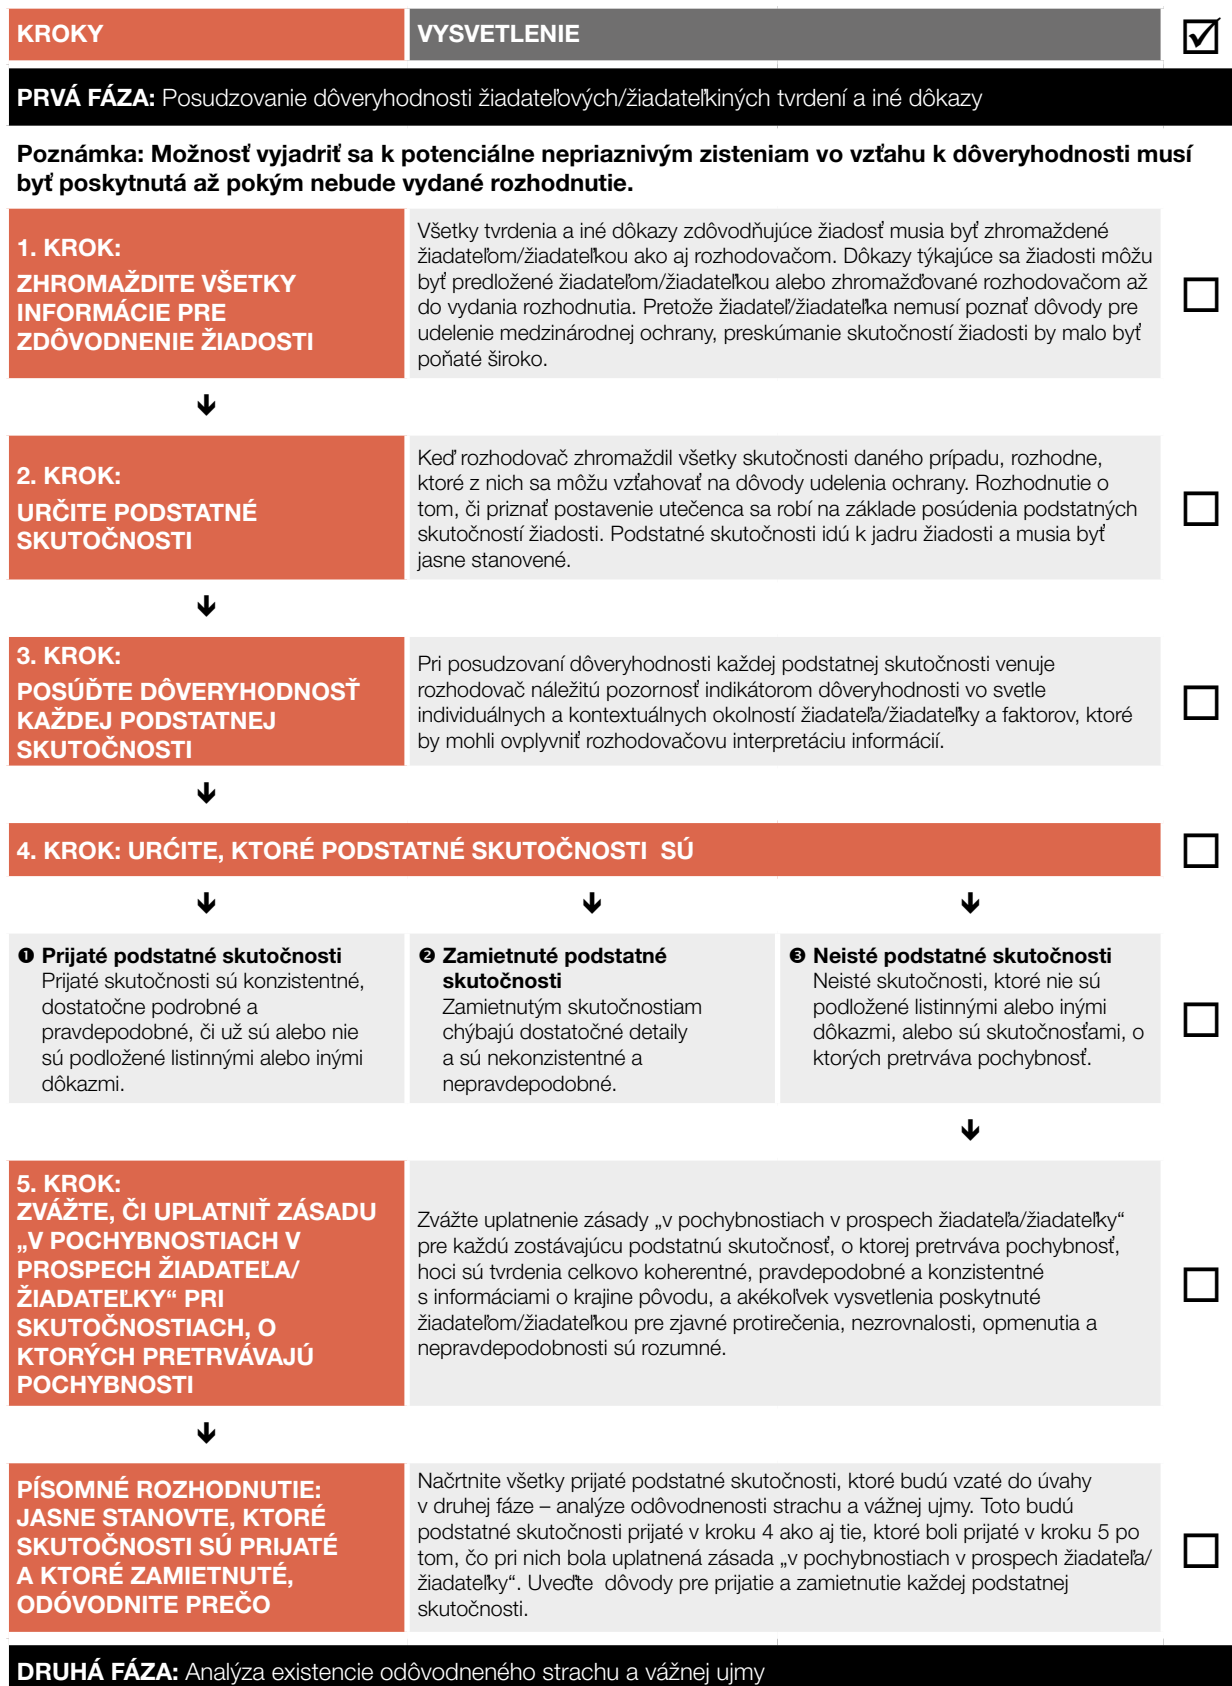 KROKY
VYSVETLENIE
PRVÁ FÁZA: Posudzovanie dôveryhodnosti žiadateľových/žiadateľkiných tvrdení a iné dôkazy
Poznámka: Možnosť vyjadriť sa k potenciálne nepriaznivým zisteniam vo vzťahu k dôveryhodnosti musí
byť poskytnutá až pokým nebude vydané rozhodnutie.
1. KROK:
ZHROMAŽDITE VŠETKY
INFORMÁCIE PRE
ZDÔVODNENIE ŽIADOSTI
Všetky tvrdenia a iné dôkazy zdôvodňujúce žiadosť musia byť zhromaždené
žiadateľom/žiadateľkou ako aj rozhodovačom. Dôkazy týkajúce sa žiadosti môžu
byť predložené žiadateľom/žiadateľkou alebo zhromažďované rozhodovačom až
do vydania rozhodnutia. Pretože žiadateľ/žiadateľka nemusí poznať dôvody pre
udelenie medzinárodnej ochrany, preskúmanie skutočností žiadosti by malo byť
poňaté široko.
2. KROK:
URČITE PODSTATNÉ
SKUTOČNOSTI
Keď rozhodovač zhromaždil všetky skutočnosti daného prípadu, rozhodne,
ktoré z nich sa môžu vzťahovať na dôvody udelenia ochrany. Rozhodnutie o
tom, či priznať postavenie utečenca sa robí na základe posúdenia podstatných
skutočností žiadosti. Podstatné skutočnosti idú k jadru žiadosti a musia byť
jasne stanovené.
3. KROK:
POSÚĎTE DÔVERYHODNOSŤ
KAŽDEJ PODSTATNEJ
SKUTOČNOSTI
Pri posudzovaní dôveryhodnosti každej podstatnej skutočnosti venuje
rozhodovač náležitú pozornosť indikátorom dôveryhodnosti vo svetle
individuálnych a kontextuálnych okolností žiadateľa/žiadateľky a faktorov, ktoré
by mohli ovplyvniť rozhodovačovu interpretáciu informácií.
4. KROK: URĆITE, KTORÉ PODSTATNÉ SKUTOČNOSTI SÚ
❶ Prijaté podstatné skutočnosti
Prijaté skutočnosti sú konzistentné,
dostatočne podrobné a
pravdepodobné, či už sú alebo nie
sú podložené listinnými alebo inými
dôkazmi.
❷ Zamietnuté podstatné
skutočnosti
Zamietnutým skutočnostiam
chýbajú dostatočné detaily
a sú nekonzistentné a
nepravdepodobné.
❸ Neisté podstatné skutočnosti
Neisté skutočnosti, ktoré nie sú
podložené listinnými alebo inými
dôkazmi, alebo sú skutočnosťami, o
ktorých pretrváva pochybnosť.
5. KROK:
ZVÁŽTE, ČI UPLATNIŤ ZÁSADU
„V POCHYBNOSTIACH V
PROSPECH ŽIADATEĽA/
ŽIADATEĽKY“ PRI
SKUTOČNOSTIACH, O
KTORÝCH PRETRVÁVAJÚ
POCHYBNOSTI
Zvážte uplatnenie zásady „v pochybnostiach v prospech žiadateľa/žiadateľky“
pre každú zostávajúcu podstatnú skutočnosť, o ktorej pretrváva pochybnosť,
hoci sú tvrdenia celkovo koherentné, pravdepodobné a konzistentné
s informáciami o krajine pôvodu, a akékoľvek vysvetlenia poskytnuté
žiadateľom/žiadateľkou pre zjavné protirečenia, nezrovnalosti, opmenutia a
nepravdepodobnosti sú rozumné.
PÍSOMNÉ ROZHODNUTIE:
JASNE STANOVTE, KTORÉ
SKUTOČNOSTI SÚ PRIJATÉ
A KTORÉ ZAMIETNUTÉ,
ODÓVODNITE PREČO
Načrtnite všetky prijaté podstatné skutočnosti, ktoré budú vzaté do úvahy
v druhej fáze – analýze odôvodnenosti strachu a vážnej ujmy. Toto budú
podstatné skutočnosti prijaté v kroku 4 ako aj tie, ktoré boli prijaté v kroku 5 po
tom, čo pri nich bola uplatnená zásada „v pochybnostiach v prospech žiadateľa/
žiadateľky“. Uveďte dôvody pre prijatie a zamietnutie každej podstatnej
skutočnosti.
DRUHÁ FÁZA: Analýza existencie odôvodneného strachu a vážnej ujmy